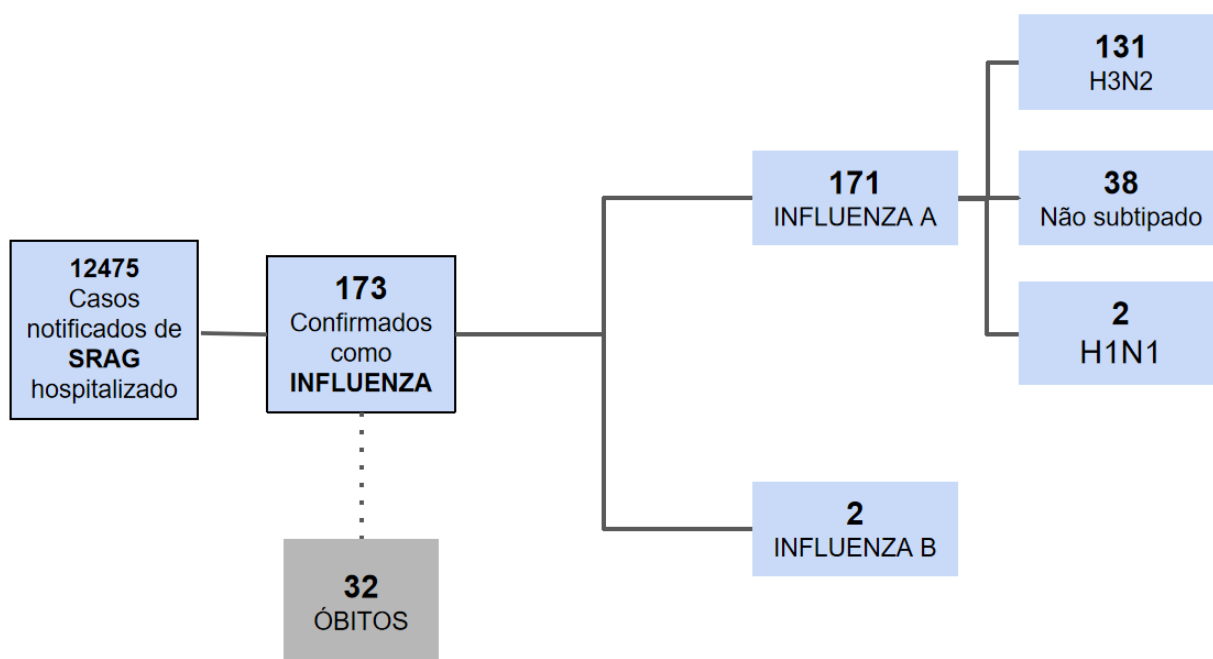 12475
Casos
notificados de
SRAG
hospitalizado
173
Confirmados
como
INFLUENZA
32
ÓBITOS
171
INFLUENZA A
2
INFLUENZA B
131
H3N2
38
Não subtipado
2
H1N1